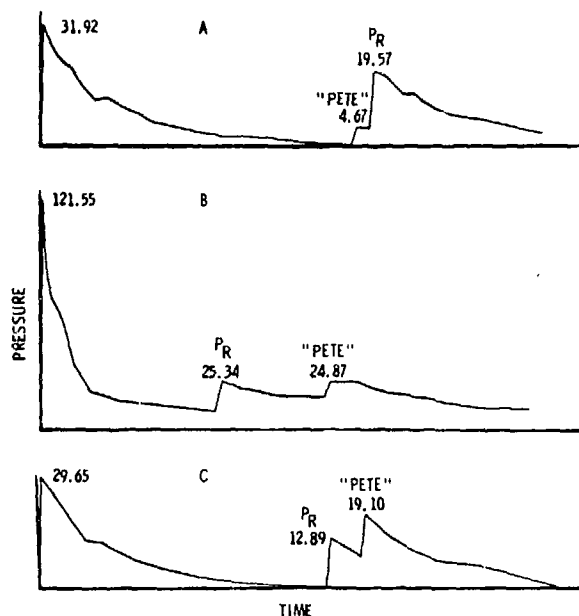 31.92
A
P_R
19.57
"PETE"
4.67
121.55
B
P_R
25.34
"PETE"
24.87
PRESSURE
29.65
C
"PETE"
19.10
P_R
12.89
TIME